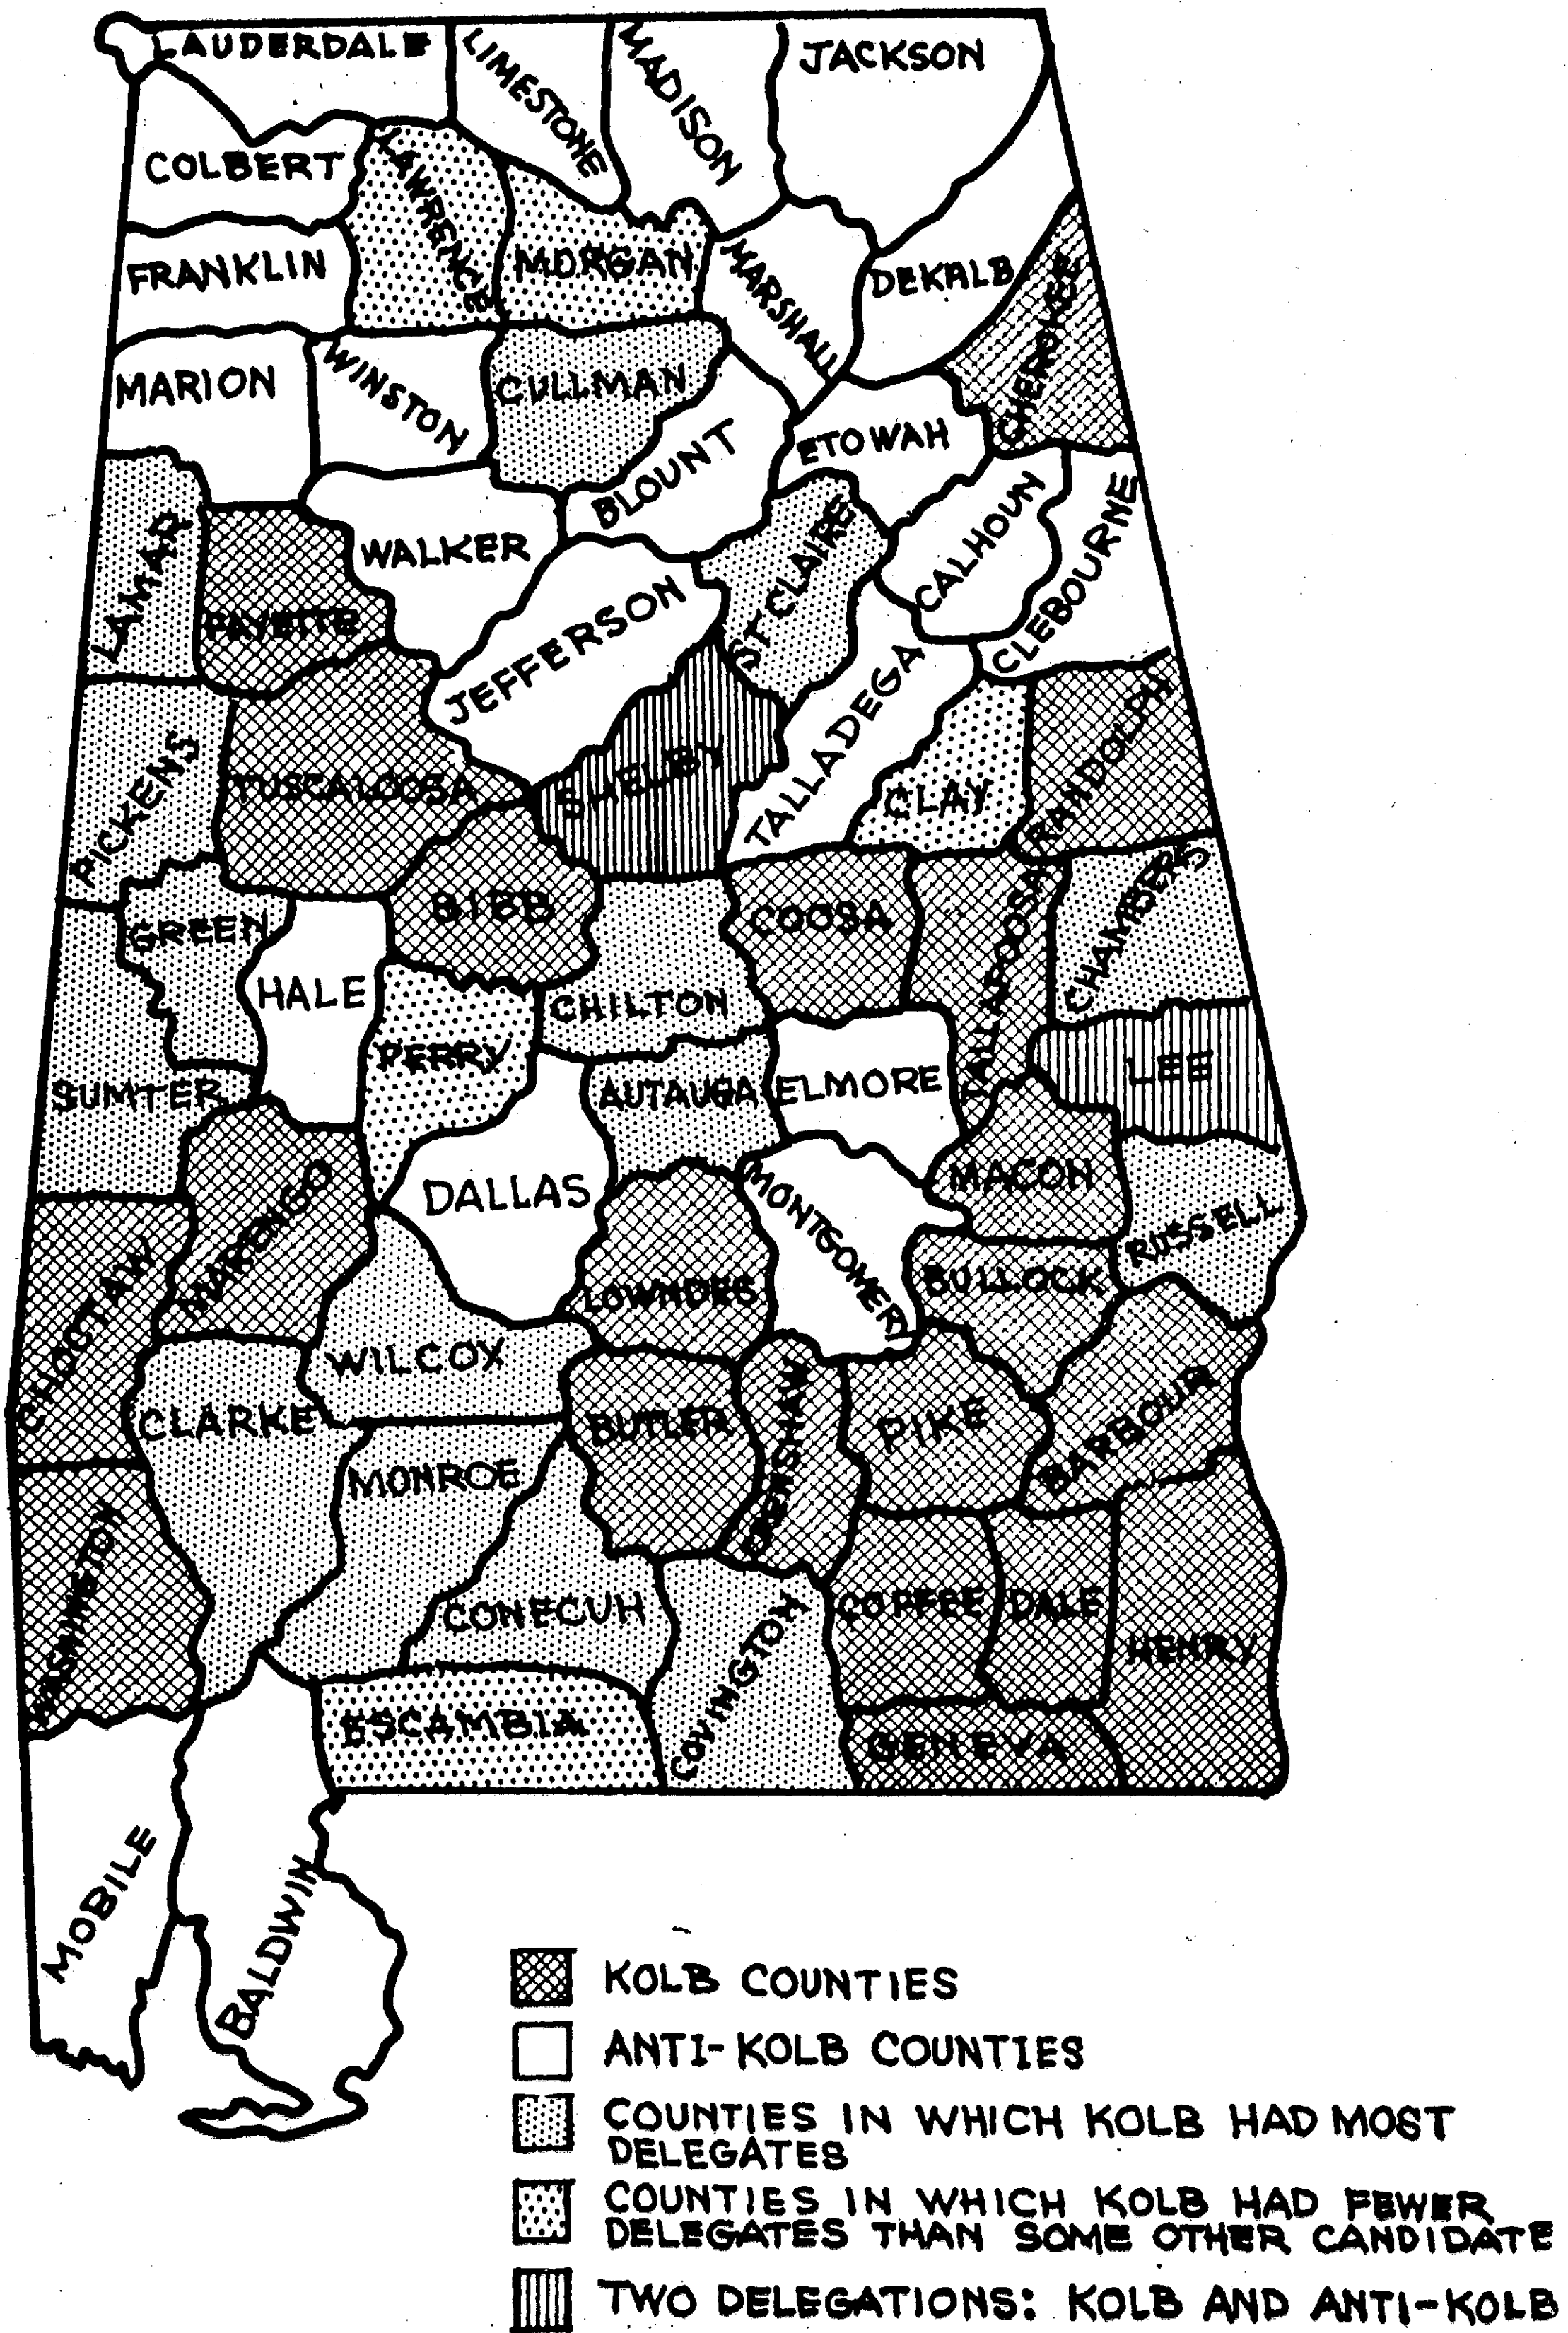 LAUDERDALE
LIMESTONE
MADISON
JACKSON
COLBERT
LAWRENCE
FRANKLIN
MORGAN
MARSHALL
DEKALB
CHEROKEE
MARION
WINSTON
CULLMAN
BLOUNT
ETOWAH
LAMAR
FAYETTE
WALKER
JEFFERSON
ST CLAIRE
CALHOUN
CLEBOURNE
PICKENS
TUSCALOOSA
SHELBY
TALLADEGA
CLAY
RANDOLPH
GREEN
HALE
BIBB
CHILTON
COOSA
TALLAPOOSA
CHAMBERS
SUMTER
PERRY
AUTAUGA
ELMORE
LEE
MARENGO
DALLAS
LOWNDES
MONTGOMERY
MACON
RUSSELL
BULLOCK
CHOCTAW
CLARKE
WILCOX
BUTLER
CRENSHAW
PIKE
BARBOUR
MONROE
WASHINGTON
CONECUH
COVINGTON
COFFEE
DALE
HENRY
ESCAMBIA
GENEVA
MOBILE
BALDWIN
KOLB COUNTIES
ANTI-KOLB COUNTIES
COUNTIES IN WHICH KOLB HAD MOST
DELEGATES
COUNTIES IN WHICH KOLB HAD FEWER
DELEGATES THAN SOME OTHER CANDIDATE
TWO DELEGATIONS: KOLB AND ANTI-KOLB